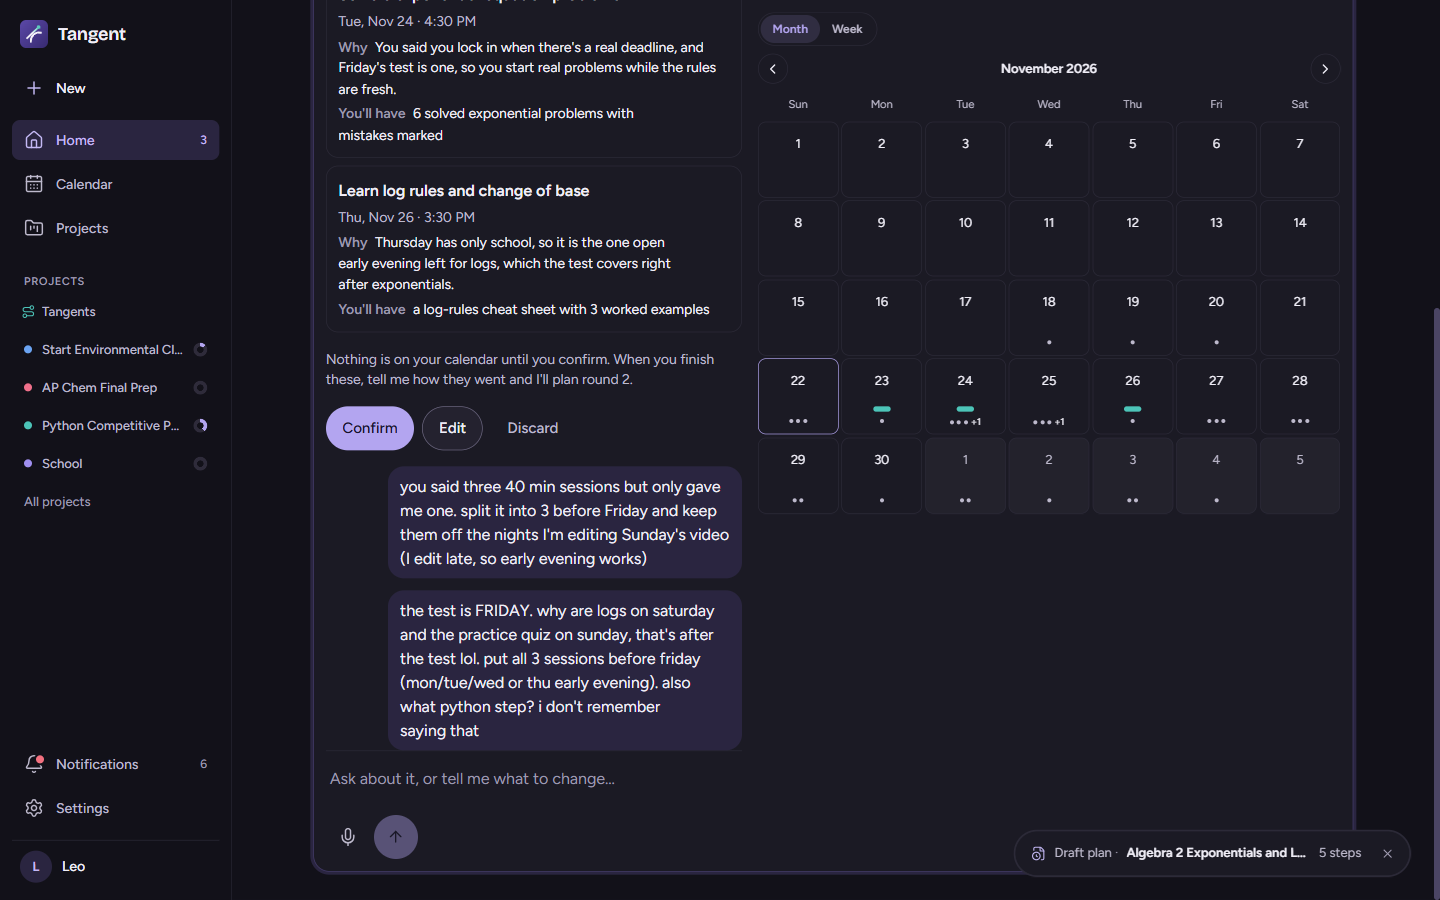 Tangent
New
Home 3
Calendar
Projects
PROJECTS
Tangents
Start Environmental Cl...
AP Chem Final Prep
Python Competitive P...
School
All projects
Notifications 6
Settings
L Leo
Tue, Nov 24 · 4:30 PM
Why You said you lock in when there's a real deadline, and
Friday's test is one, so you start real problems while the rules
are fresh.
You'll have 6 solved exponential problems with
mistakes marked
Learn log rules and change of base
Thu, Nov 26 · 3:30 PM
Why Thursday has only school, so it is the one open
early evening left for logs, which the test covers right
after exponentials.
You'll have a log-rules cheat sheet with 3 worked examples
Nothing is on your calendar until you confirm. When you finish
these, tell me how they went and I'll plan round 2.
Confirm Edit Discard
you said three 40 min sessions but only gave
me one. split it into 3 before Friday and keep
them off the nights I'm editing Sunday's video
(I edit late, so early evening works)
the test is FRIDAY. why are logs on saturday
and the practice quiz on sunday, that's after
the test lol. put all 3 sessions before friday
(mon/tue/wed or thu early evening). also
what python step? i don't remember
saying that
Ask about it, or tell me what to change...
Month Week
November 2026
Sun Mon Tue Wed Thu Fri Sat
1 2 3 4 5 6 7
8 9 10 11 12 13 14
15 16 17 18 19 20 21
22 23 24 25 26 27 28
+1 +1
29 30 1 2 3 4 5
Draft plan · Algebra 2 Exponentials and L... 5 steps